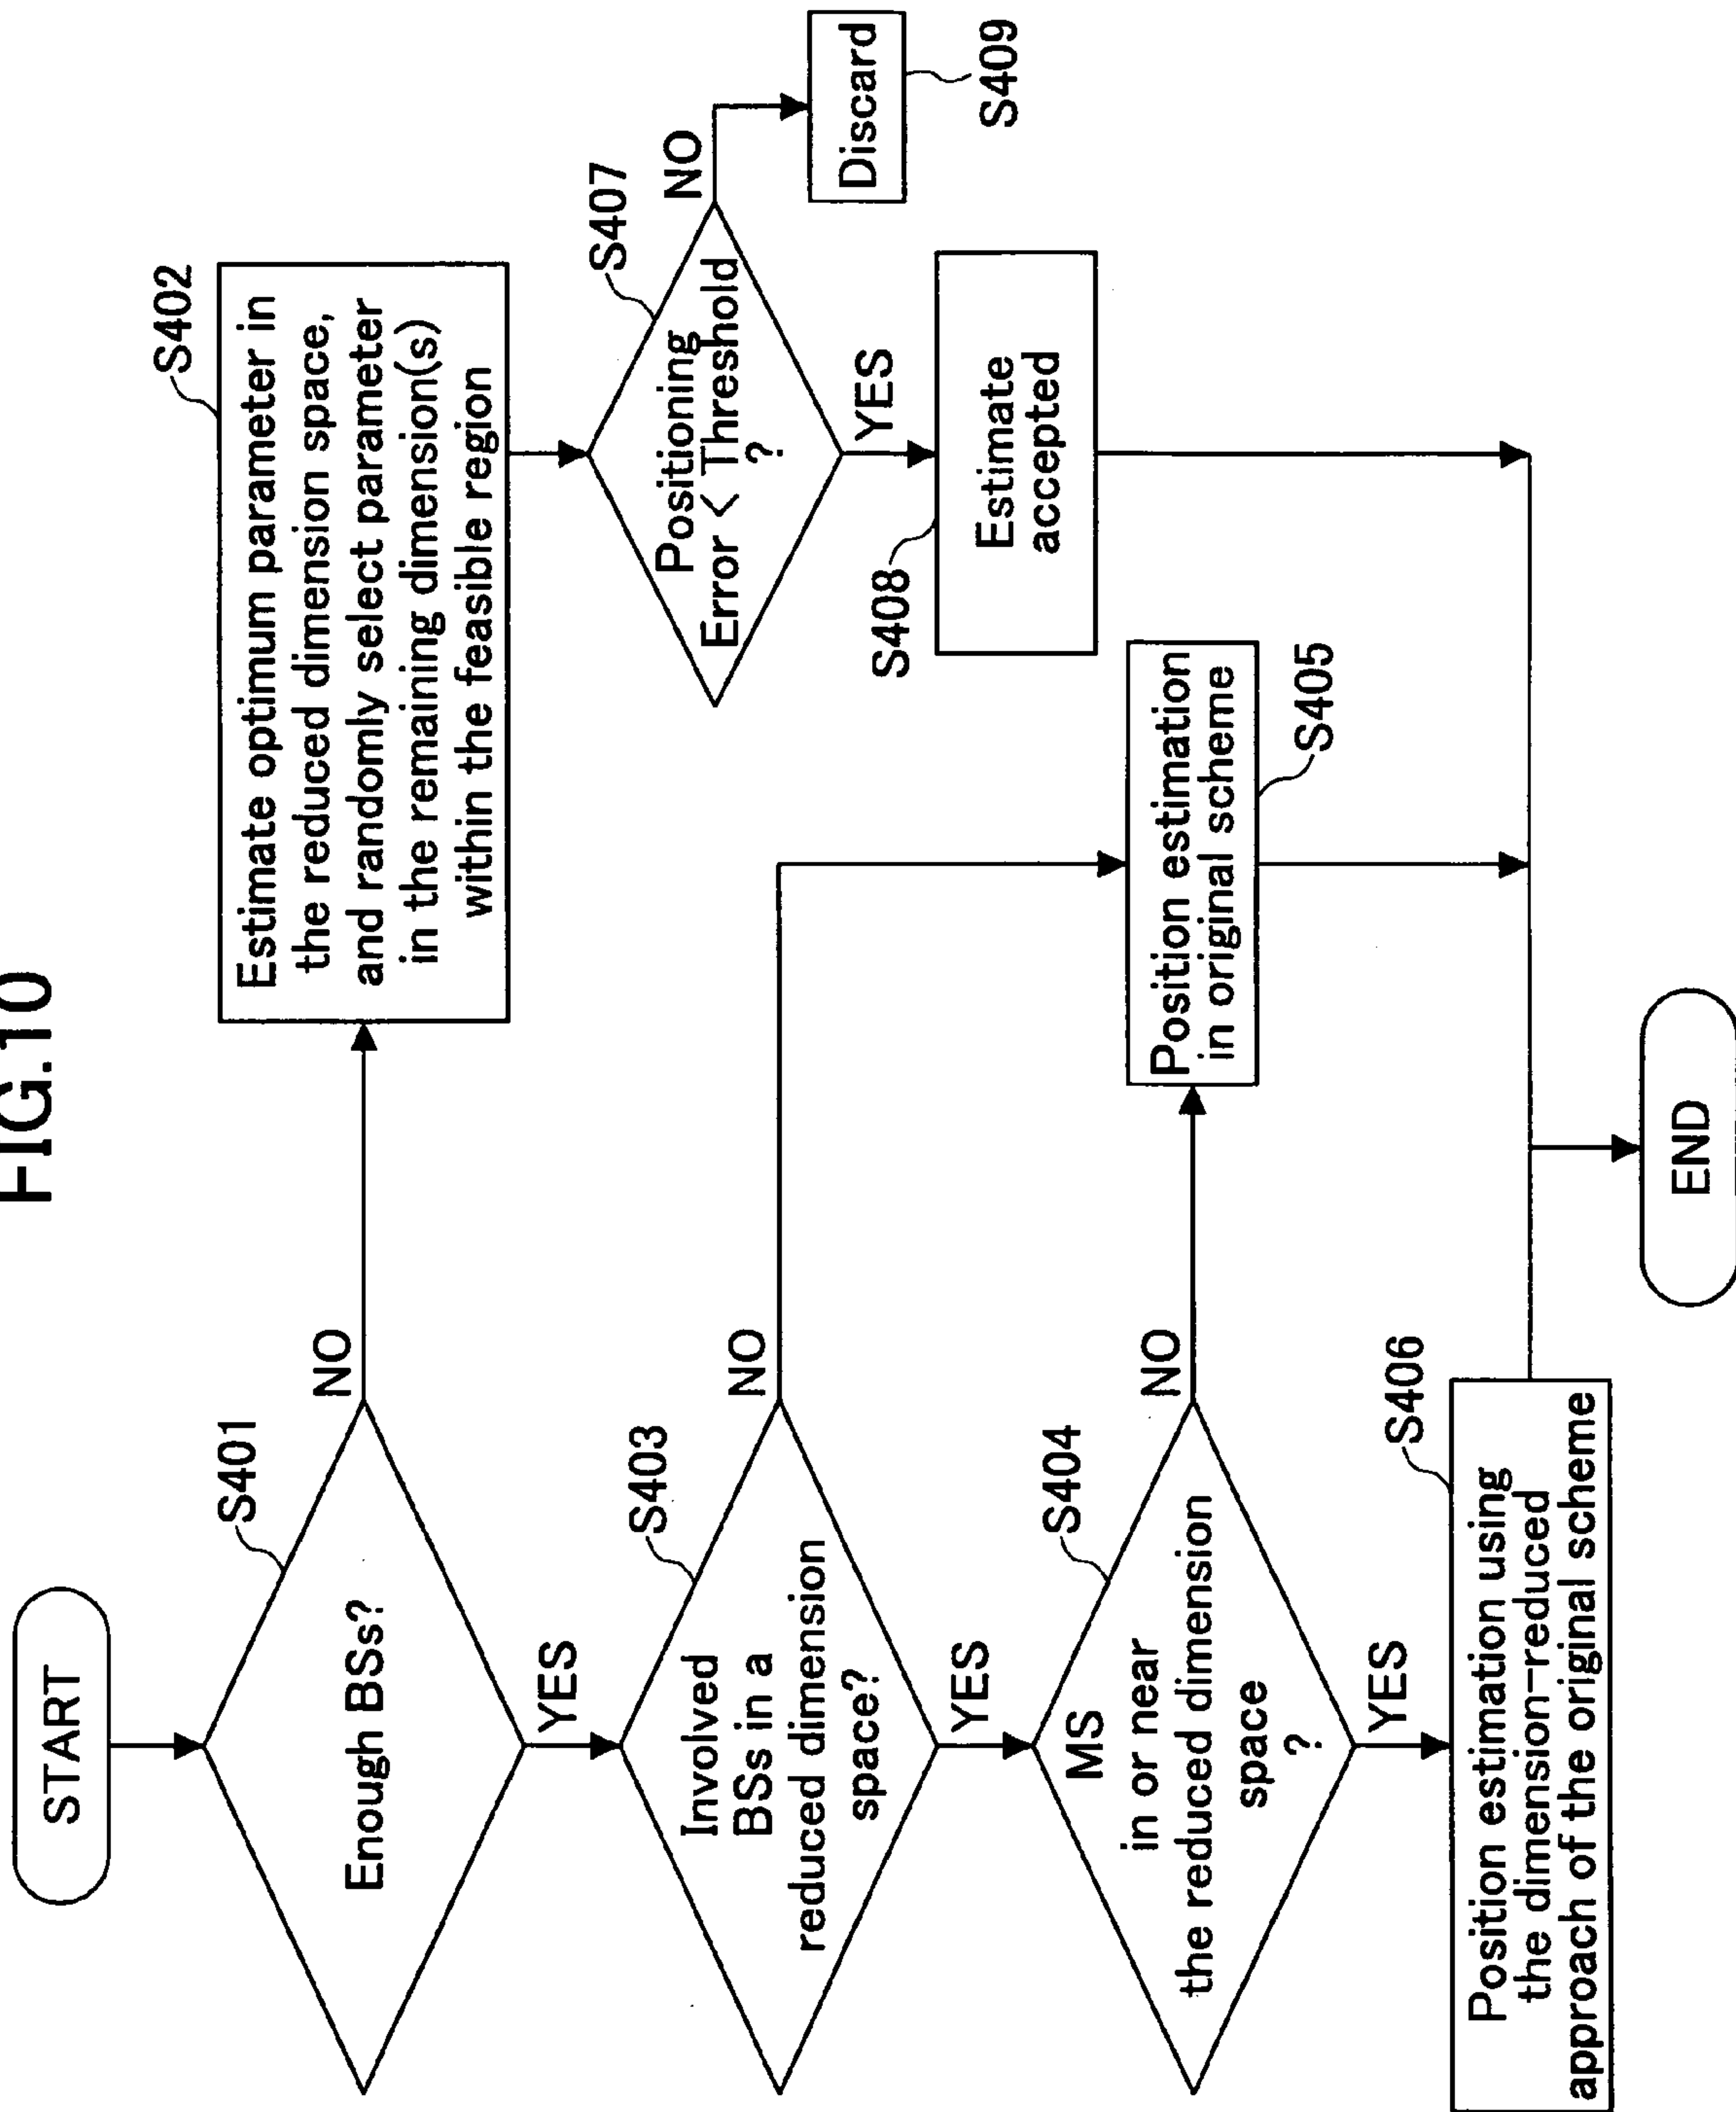 FIG.10
START
Enough BSs?
S401
NO
YES
Estimate optimum parameter in
the reduced dimension space,
and randomly select parameter
in the remaining dimension(s)
within the feasible region
S402
Involved
BSs in a
reduced dimension
space?
S403
NO
YES
Positioning
Error < Threshold
?
S407
NO
YES
Discard
S409
Estimate
accepted
S408
MS
in or near
the reduced dimension
space
?
S404
NO
YES
Position estimation
in original scheme
S405
Position estimation using
the dimension-reduced
approach of the original scheme
S406
END